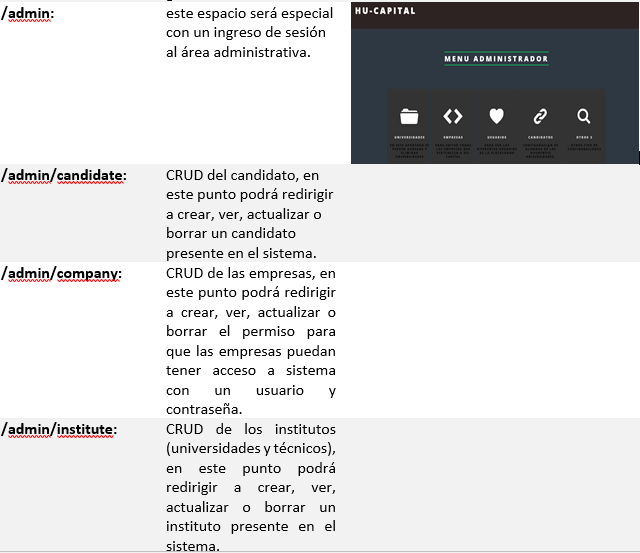 /admin:
este espacio será especial
con un ingreso de sesión
al área administrativa.
HU-CAPITAL
MENU ADMINISTRADOR
UNIVERSIDADES
EMPRESAS
USUARIOS
CANDIDATOS
OTROS 2
/admin/candidate:
CRUD del candidato, en
este punto podrá redirigir
a crear, ver, actualizar o
borrar un candidato
presente en el sistema.
/admin/company:
CRUD de las empresas, en
este punto podrá redirigir
a crear, ver, actualizar o
borrar el permiso para
que las empresas puedan
tener acceso a sistema
con un usuario y
contraseña.
/admin/institute:
CRUD de los institutos
(universidades y técnicos),
en este punto podrá
redirigir a crear, ver,
actualizar o borrar un
instituto presente en el
sistema.